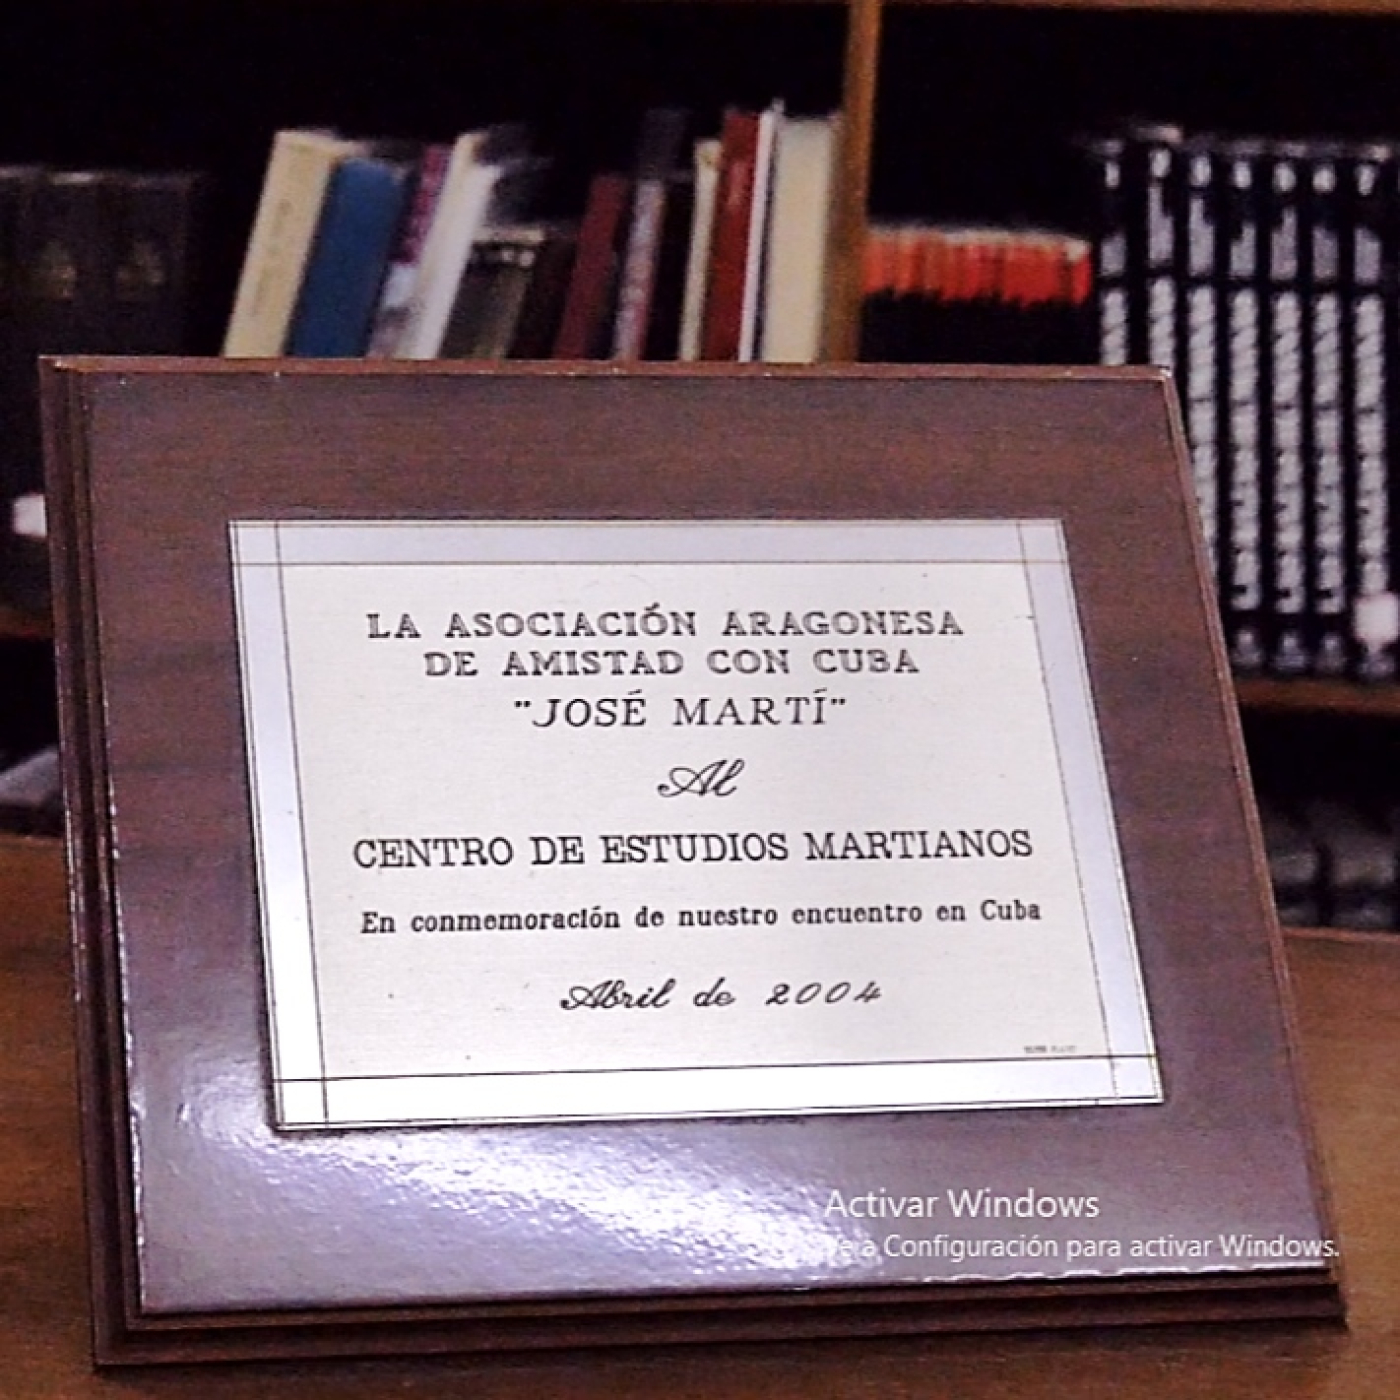 LA ASOCIACIÓN ARAGONESA
DE AMISTAD CON CUBA
"JOSÉ MARTÍ"
Al
CENTRO DE ESTUDIOS MARTIANOS
En conmemoración de nuestro encuentro en Cuba
Abril de 2004
Activar Windows
Ve a Configuración para activar Windows.